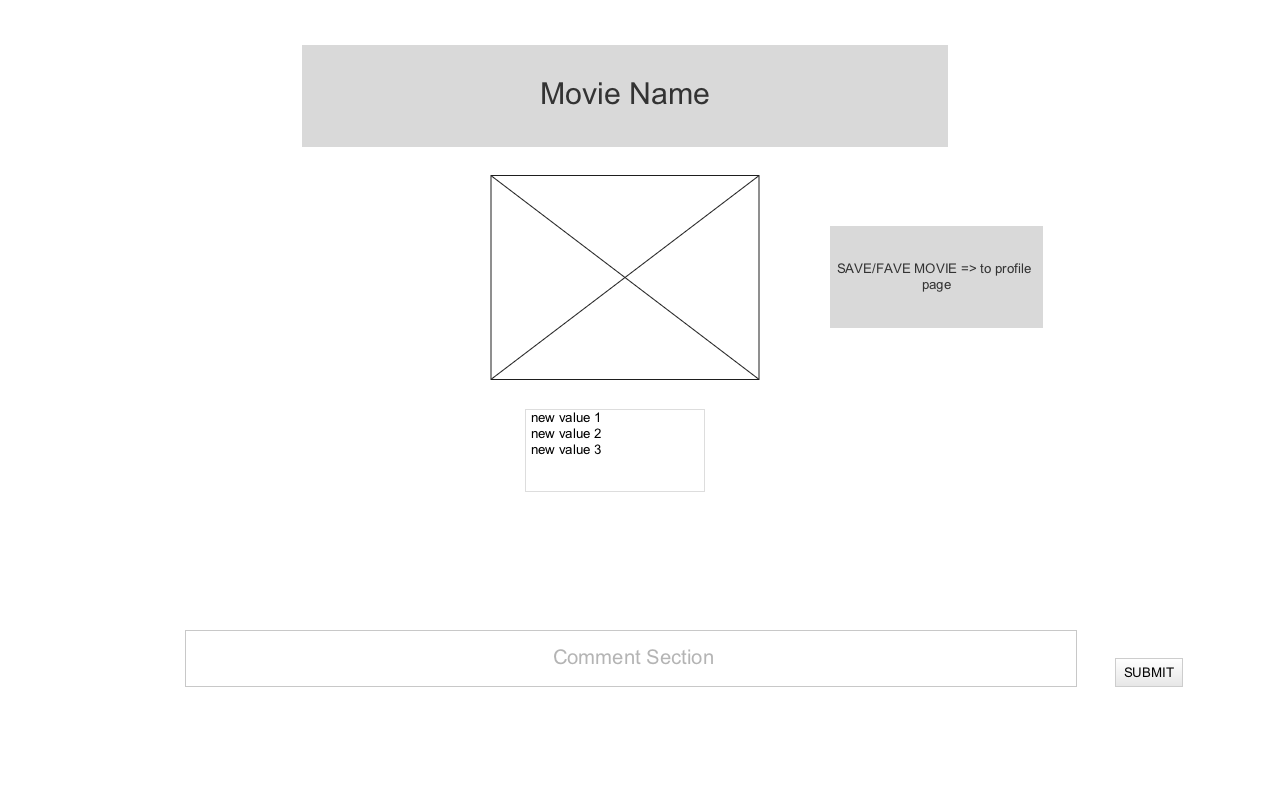 Movie Name
SAVE/FAVE MOVIE => to profile
page
new value 1
new value 2
new value 3
Comment Section
SUBMIT